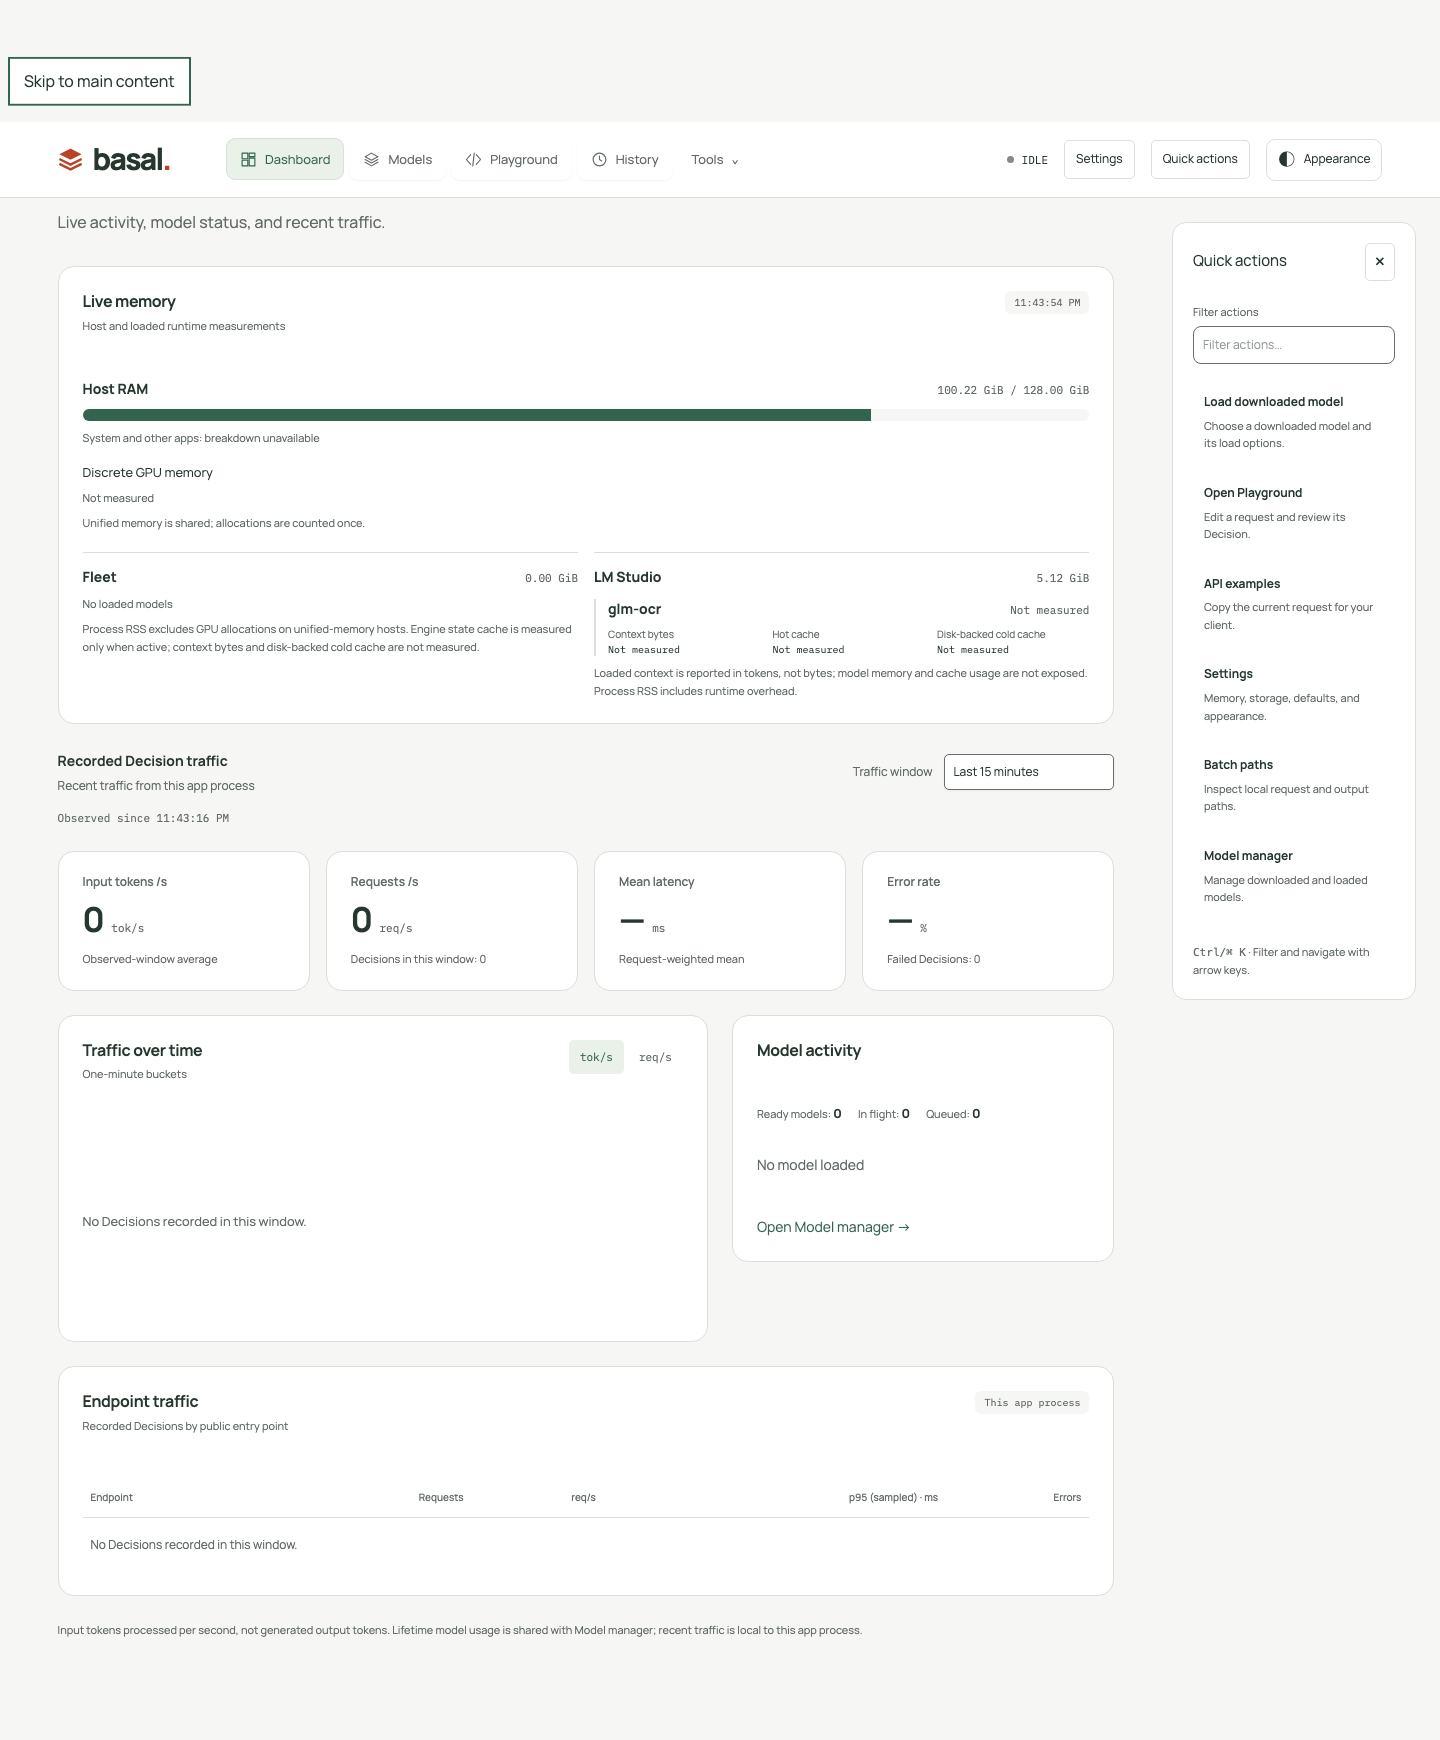 Skip to main content
basal.
Dashboard
Models
Playground
History
Tools
IDLE
Settings
Quick actions
Appearance
Live activity, model status, and recent traffic.
Live memory
11:43:54 PM
Host and loaded runtime measurements
Host RAM
100.22 GiB / 128.00 GiB
System and other apps: breakdown unavailable
Discrete GPU memory
Not measured
Unified memory is shared; allocations are counted once.
Fleet
0.00 GiB
No loaded models
Process RSS excludes GPU allocations on unified-memory hosts. Engine state cache is measured
only when active; context bytes and disk-backed cold cache are not measured.
LM Studio
5.12 GiB
glm-ocr
Not measured
Context bytes
Not measured
Hot cache
Not measured
Disk-backed cold cache
Not measured
Loaded context is reported in tokens, not bytes; model memory and cache usage are not exposed.
Process RSS includes runtime overhead.
Recorded Decision traffic
Recent traffic from this app process
Observed since 11:43:16 PM
Traffic window
Last 15 minutes
Input tokens /s
0 tok/s
Observed-window average
Requests /s
0 req/s
Decisions in this window: 0
Mean latency
— ms
Request-weighted mean
Error rate
— %
Failed Decisions: 0
Traffic over time
One-minute buckets
tok/s
req/s
No Decisions recorded in this window.
Model activity
Ready models: 0
In flight: 0
Queued: 0
No model loaded
Open Model manager →
Endpoint traffic
This app process
Recorded Decisions by public entry point
Endpoint
Requests
req/s
p95 (sampled) · ms
Errors
No Decisions recorded in this window.
Input tokens processed per second, not generated output tokens. Lifetime model usage is shared with Model manager; recent traffic is local to this app process.
Quick actions
×
Filter actions
Filter actions…
Load downloaded model
Choose a downloaded model and
its load options.
Open Playground
Edit a request and review its
Decision.
API examples
Copy the current request for your
client.
Settings
Memory, storage, defaults, and
appearance.
Batch paths
Inspect local request and output
paths.
Model manager
Manage downloaded and loaded
models.
Ctrl/⌘ K · Filter and navigate with
arrow keys.